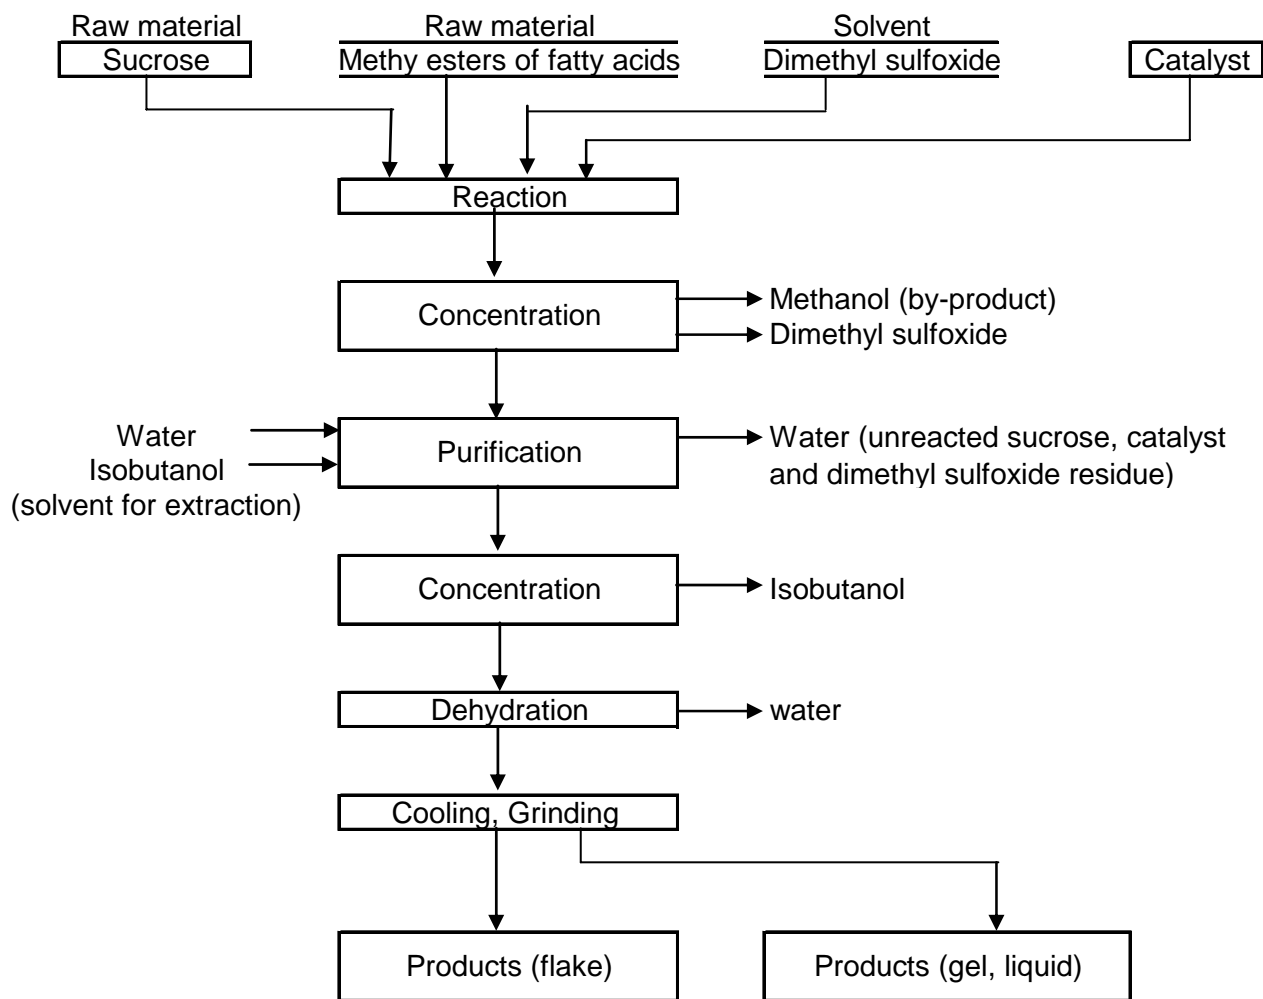 Raw material
Raw material
Solvent
Sucrose
Methy esters of fatty acids
Dimethyl sulfoxide
Catalyst
Reaction
Concentration
Methanol (by-product)
Dimethyl sulfoxide
Water
Isobutanol
(solvent for extraction)
Purification
Water (unreacted sucrose, catalyst
and dimethyl sulfoxide residue)
Concentration
Isobutanol
Dehydration
water
Cooling, Grinding
Products (flake)
Products (gel, liquid)